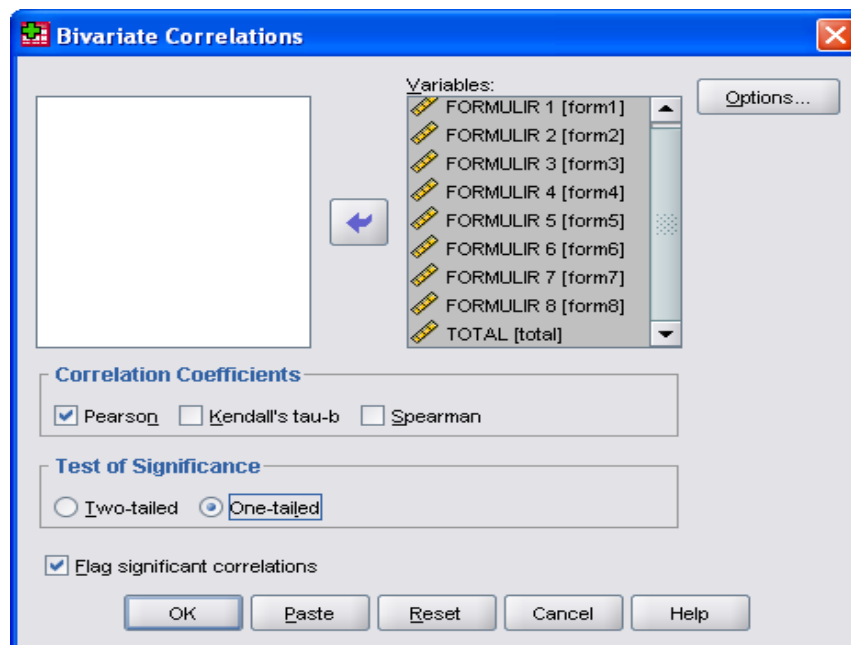 Bivariate Correlations
Variables:
Options...
FORMULIR 1 [form1]
FORMULIR 2 [form2]
FORMULIR 3 [form3]
FORMULIR 4 [form4]
FORMULIR 5 [form5]
FORMULIR 6 [form6]
FORMULIR 7 [form7]
FORMULIR 8 [form8]
TOTAL [total]
Correlation Coefficients
Pearson Kendall's tau-b Spearman
Test of Significance
Two-tailed One-tailed
Flag significant correlations
OK Paste Reset Cancel Help